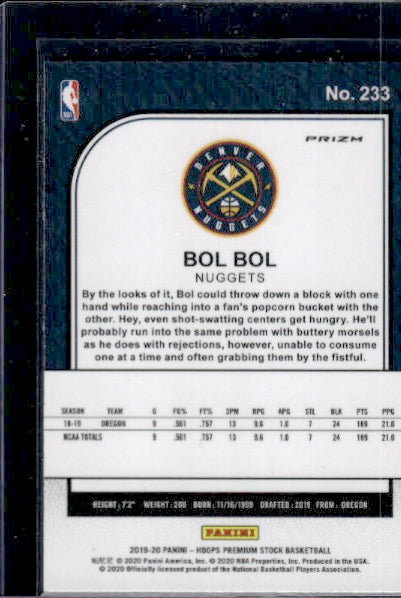 NBA
No. 233
PRIZM
DENVER
NUGGETS
BOL BOL
NUGGETS
By the looks of it, Bol could throw down a block with one
hand while reaching into a fan's popcorn bucket with the
other. Hey, even shot-swatting centers get hungry. He'll
probably run into the same problem with buttery morsels
as he does with rejections, however, unable to consume
one at a time and often grabbing them by the fistful.
SEASON TEAM G FG% FT% 3PM RPG APG STL BLK PTS PPG
18-19 OREGON 9 .561 .757 13 9.6 1.0 7 24 189 21.0
NCAA TOTALS 9 .561 .757 13 9.6 1.0 7 24 189 21.0
HEIGHT: 7'2" WEIGHT: 208 BORN: 11/16/1999 DRAFTED: 2019 FROM: OREGON
PANINI
2019-20 PANINI – HOOPS PREMIUM STOCK BASKETBALL
© 2020 Panini America, Inc. © 2020 NBA Properties, Inc. Produced in the USA.
© 2020 Officially licensed product of the National Basketball Players Association.